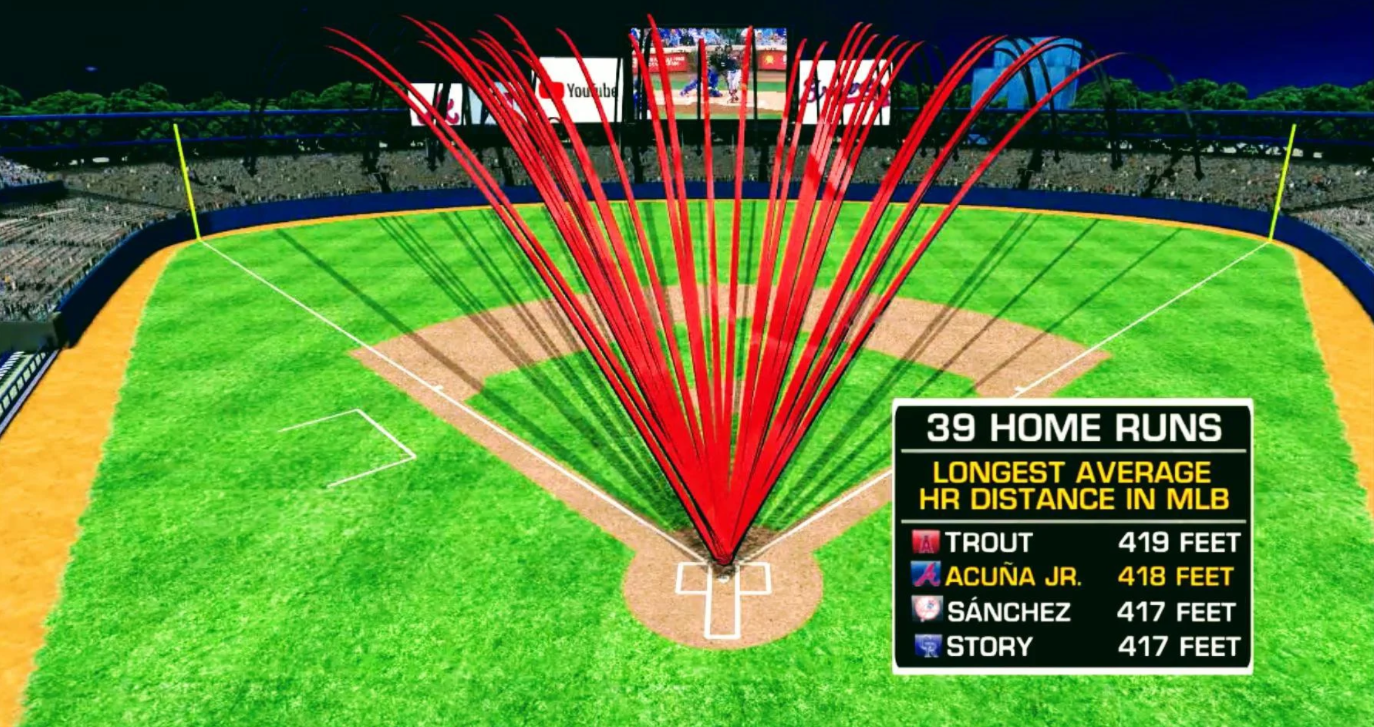 YouTube
39 HOME RUNS
LONGEST AVERAGE
HR DISTANCE IN MLB
TROUT 419 FEET
ACUÑA JR. 418 FEET
SÁNCHEZ 417 FEET
STORY 417 FEET